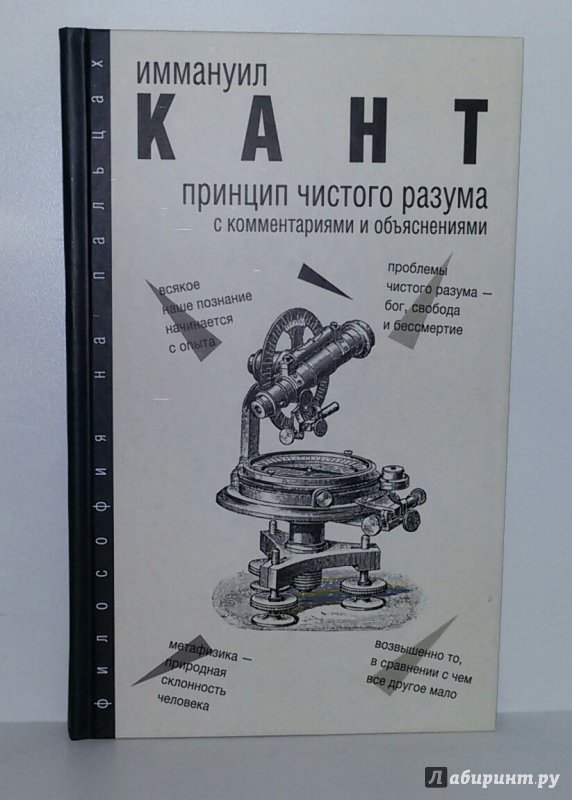 иммануил
КАНТ
принцип чистого разума
с комментариями и объяснениями
всякое
наше познание
начинается
с опыта
проблемы
чистого разума —
бог, свобода
и бессмертие
метафизика —
природная
склонность
человека
возвышенно то,
в сравнении с чем
все другое мало
философия на пальцах
лабиринт.ру